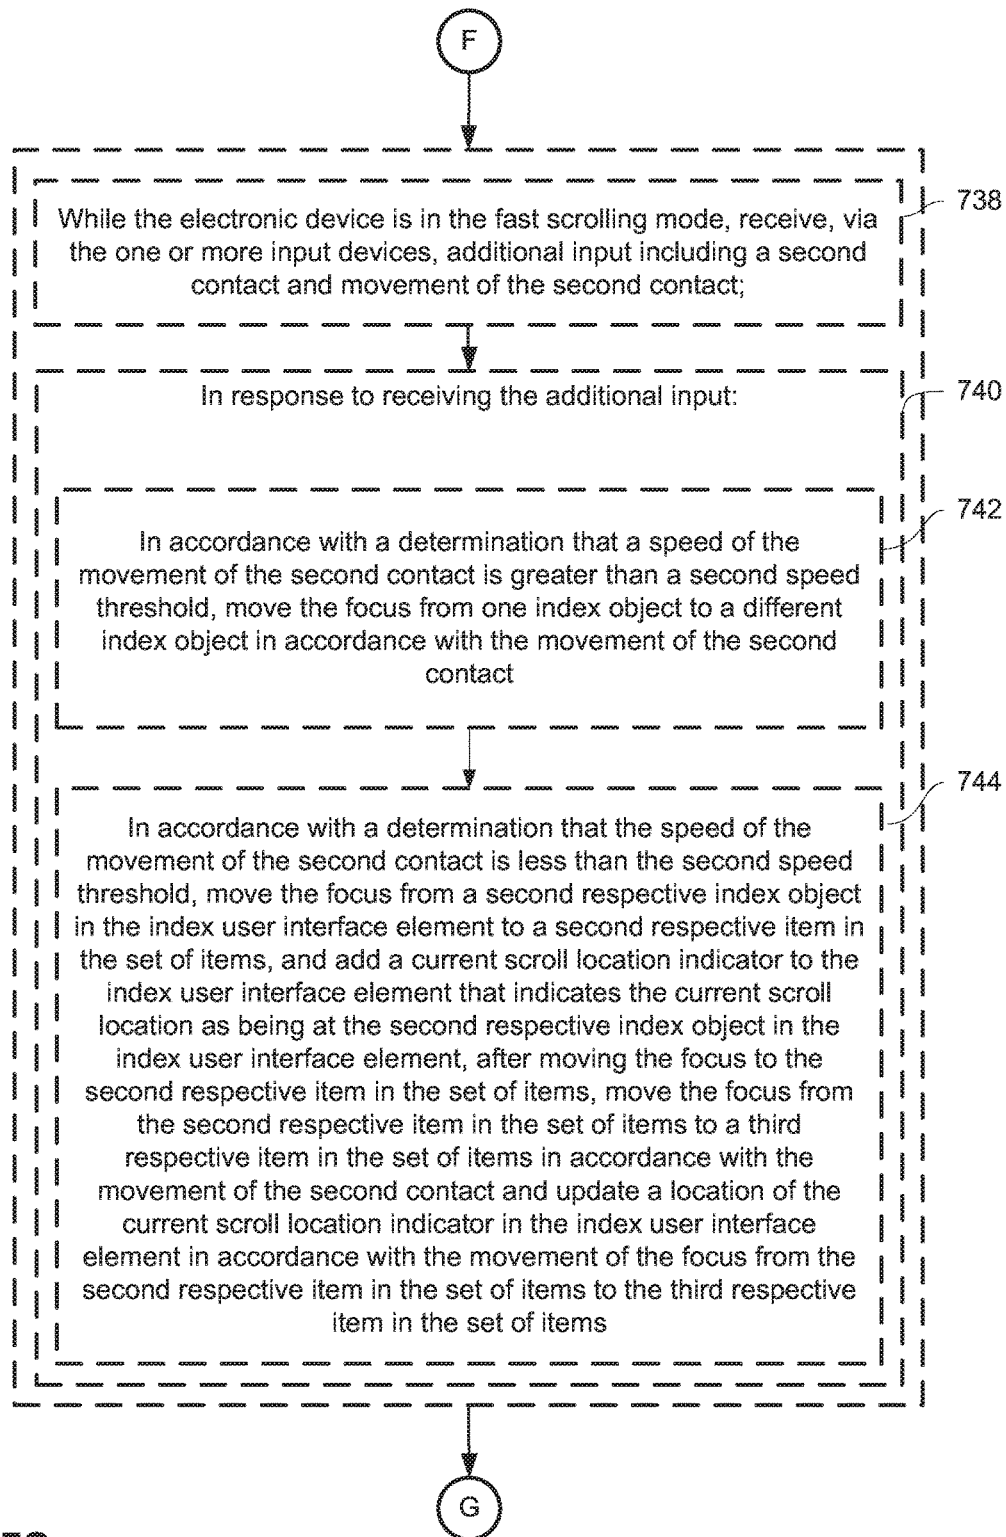 F
While the electronic device is in the fast scrolling mode, receive, via
the one or more input devices, additional input including a second
contact and movement of the second contact;
738
In response to receiving the additional input:
740
In accordance with a determination that a speed of the
movement of the second contact is greater than a second speed
threshold, move the focus from one index object to a different
index object in accordance with the movement of the second
contact
742
In accordance with a determination that the speed of the
movement of the second contact is less than the second speed
threshold, move the focus from a second respective index object
in the index user interface element to a second respective item in
the set of items, and add a current scroll location indicator to the
index user interface element that indicates the current scroll
location as being at the second respective index object in the
index user interface element, after moving the focus to the
second respective item in the set of items, move the focus from
the second respective item in the set of items to a third
respective item in the set of items in accordance with the
movement of the second contact and update a location of the
current scroll location indicator in the index user interface
element in accordance with the movement of the focus from the
second respective item in the set of items to the third respective
item in the set of items
744
G